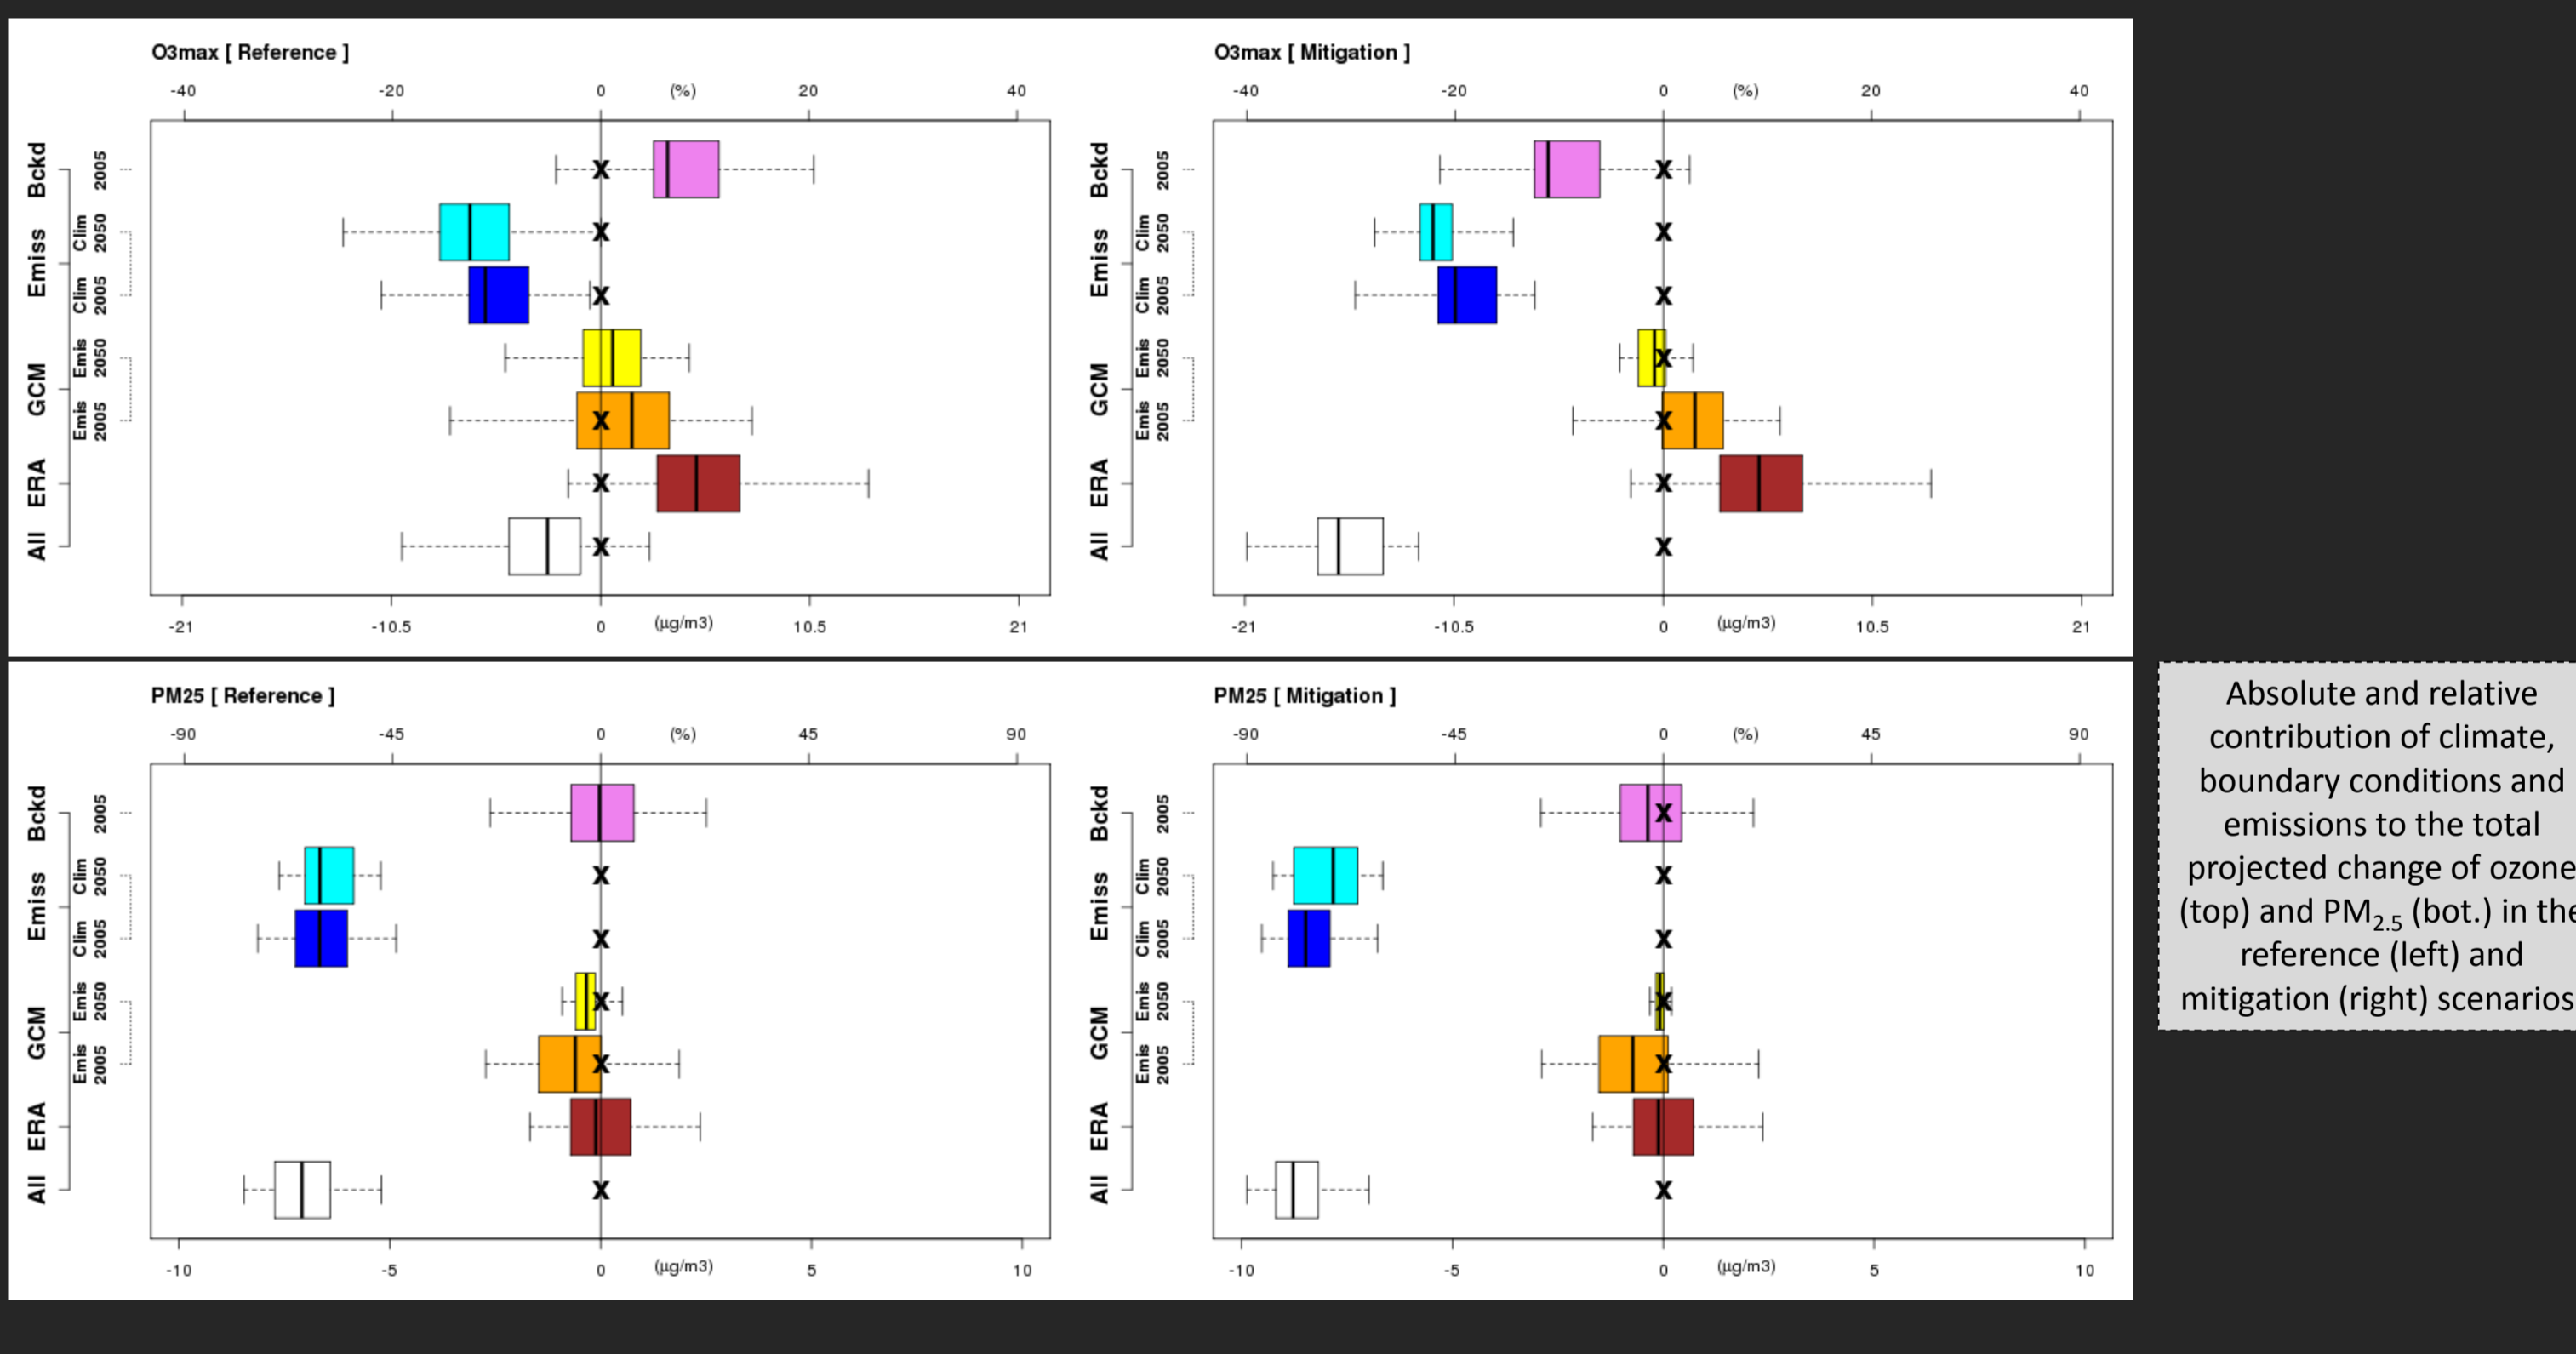 O3max [ Reference ]
-40 -20 0 (%) 20 40
Bckd 2005
Emiss Clim 2050
Clim 2005
GCM Emis 2050
Emis 2005
ERA
All
X
X
X
X
X
X
-21 -10.5 0 (µg/m3) 10.5 21
O3max [ Mitigation ]
-40 -20 0 (%) 20 40
Bckd 2005
Emiss Clim 2050
Clim 2005
GCM Emis 2050
Emis 2005
ERA
All
X
X
X
X
X
X
X
-21 -10.5 0 (µg/m3) 10.5 21
PM25 [ Reference ]
-90 -45 0 (%) 45 90
Bckd 2005
Emiss Clim 2050
Clim 2005
GCM Emis 2050
Emis 2005
ERA
All
X
X
X
X
X
-10 -5 0 (µg/m3) 5 10
PM25 [ Mitigation ]
-90 -45 0 (%) 45 90
Bckd 2005
Emiss Clim 2050
Clim 2005
GCM Emis 2050
Emis 2005
ERA
All
X
X
X
X
X
X
-10 -5 0 (µg/m3) 5 10
Absolute and relative
contribution of climate,
boundary conditions and
emissions to the total
projected change of ozone
(top) and PM2.5 (bot.) in the
reference (left) and
mitigation (right) scenarios